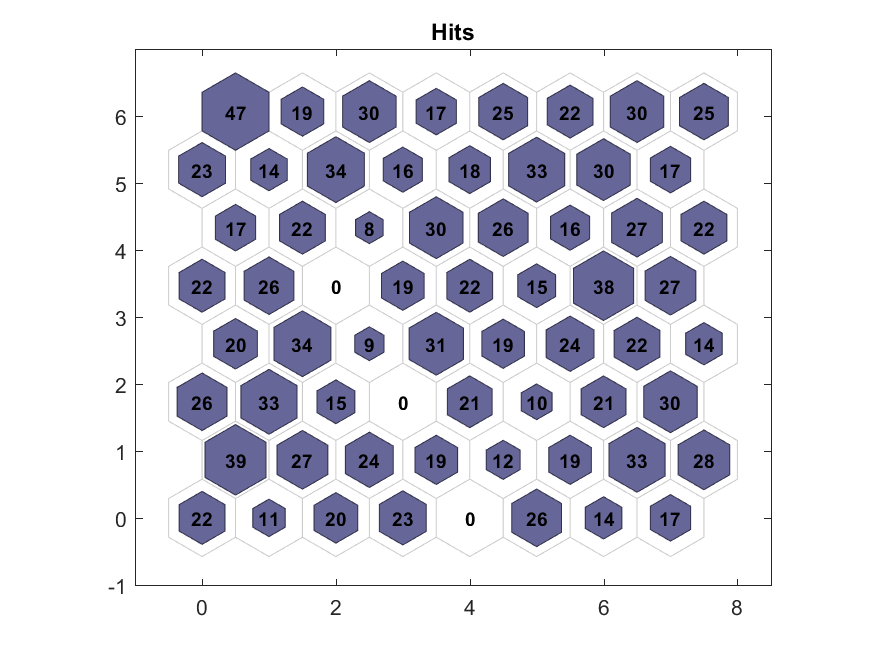 Hits
47 19 30 17 25 22 30 25
6
23 14 34 16 18 33 30 17
5
17 22 8 30 26 16 27 22
4
22 26 0 19 22 15 38 27
3
20 34 9 31 19 24 22 14
2
26 33 15 0 21 10 21 30
1
39 27 24 19 12 19 33 28
0
22 11 20 23 0 26 14 17
-1
0 2 4 6 8